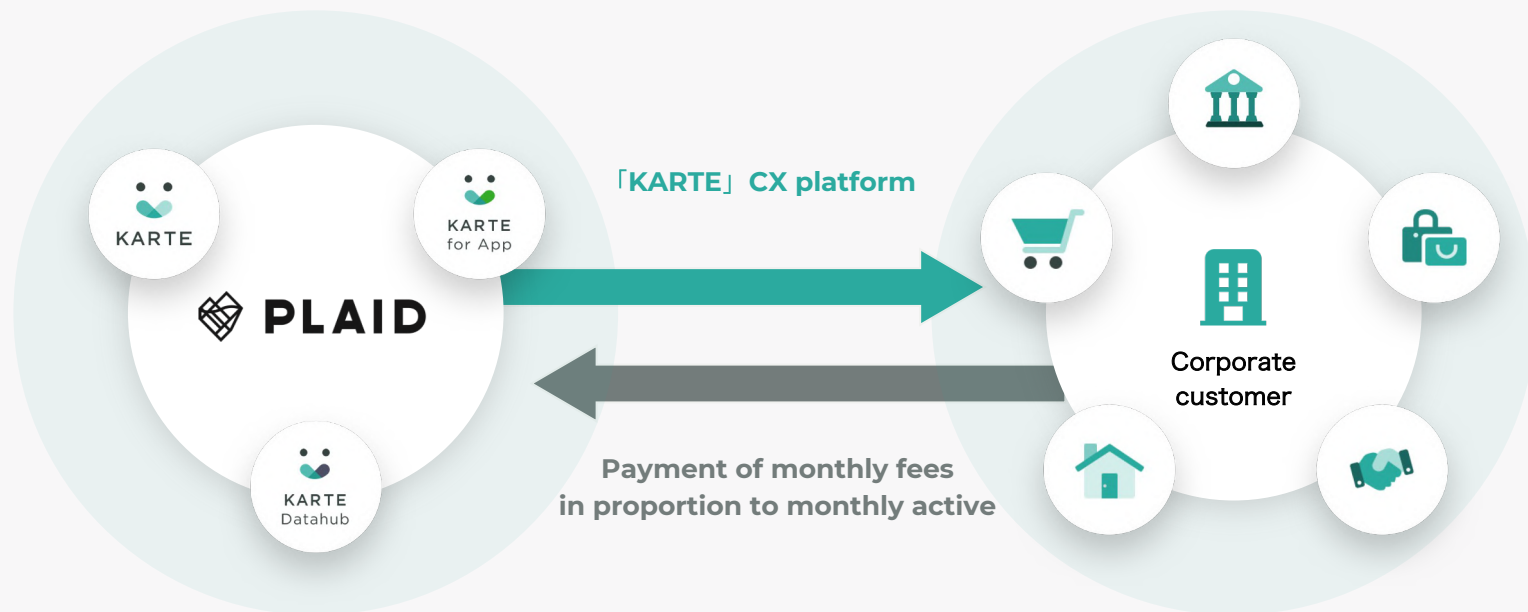 KARTE
KARTE
for App
「KARTE」 CX platform
PLAID
Corporate
customer
KARTE
Datahub
Payment of monthly fees
in proportion to monthly active